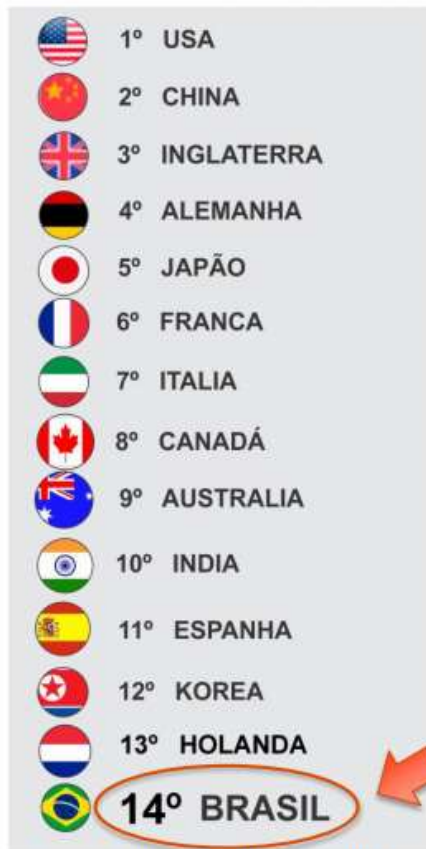 1º USA
2º CHINA
3º INGLATERRA
4º ALEMANHA
5º JAPÃO
6º FRANCA
7º ITALIA
8º CANADÁ
9º AUSTRALIA
10º INDIA
11º ESPANHA
12º KOREA
13º HOLANDA
14º BRASIL